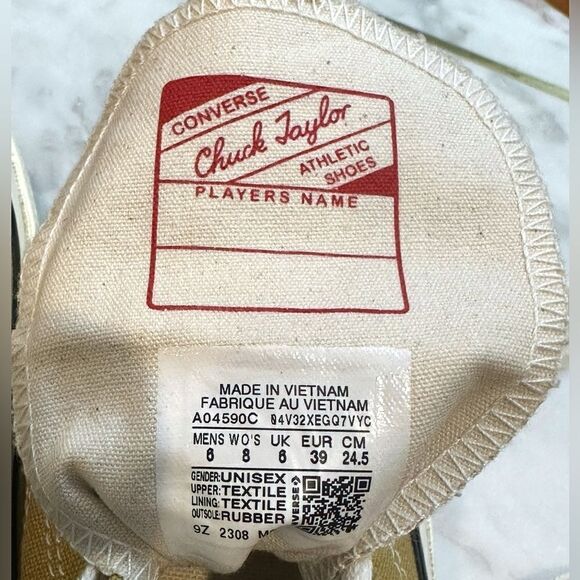 CONVERSE
Chuck Taylor
ATHLETIC
SHOES
PLAYERS NAME
MADE IN VIETNAM
FABRIQUE AU VIETNAM
A04590C 04V32XEGQ7VYC
MENS WO'S UK EUR CM
6 8 6 39 24.5
GENDER:UNISEX
UPPER:TEXTILE
LINING:TEXTILE
OUTSOLE:RUBBER
9Z 2308